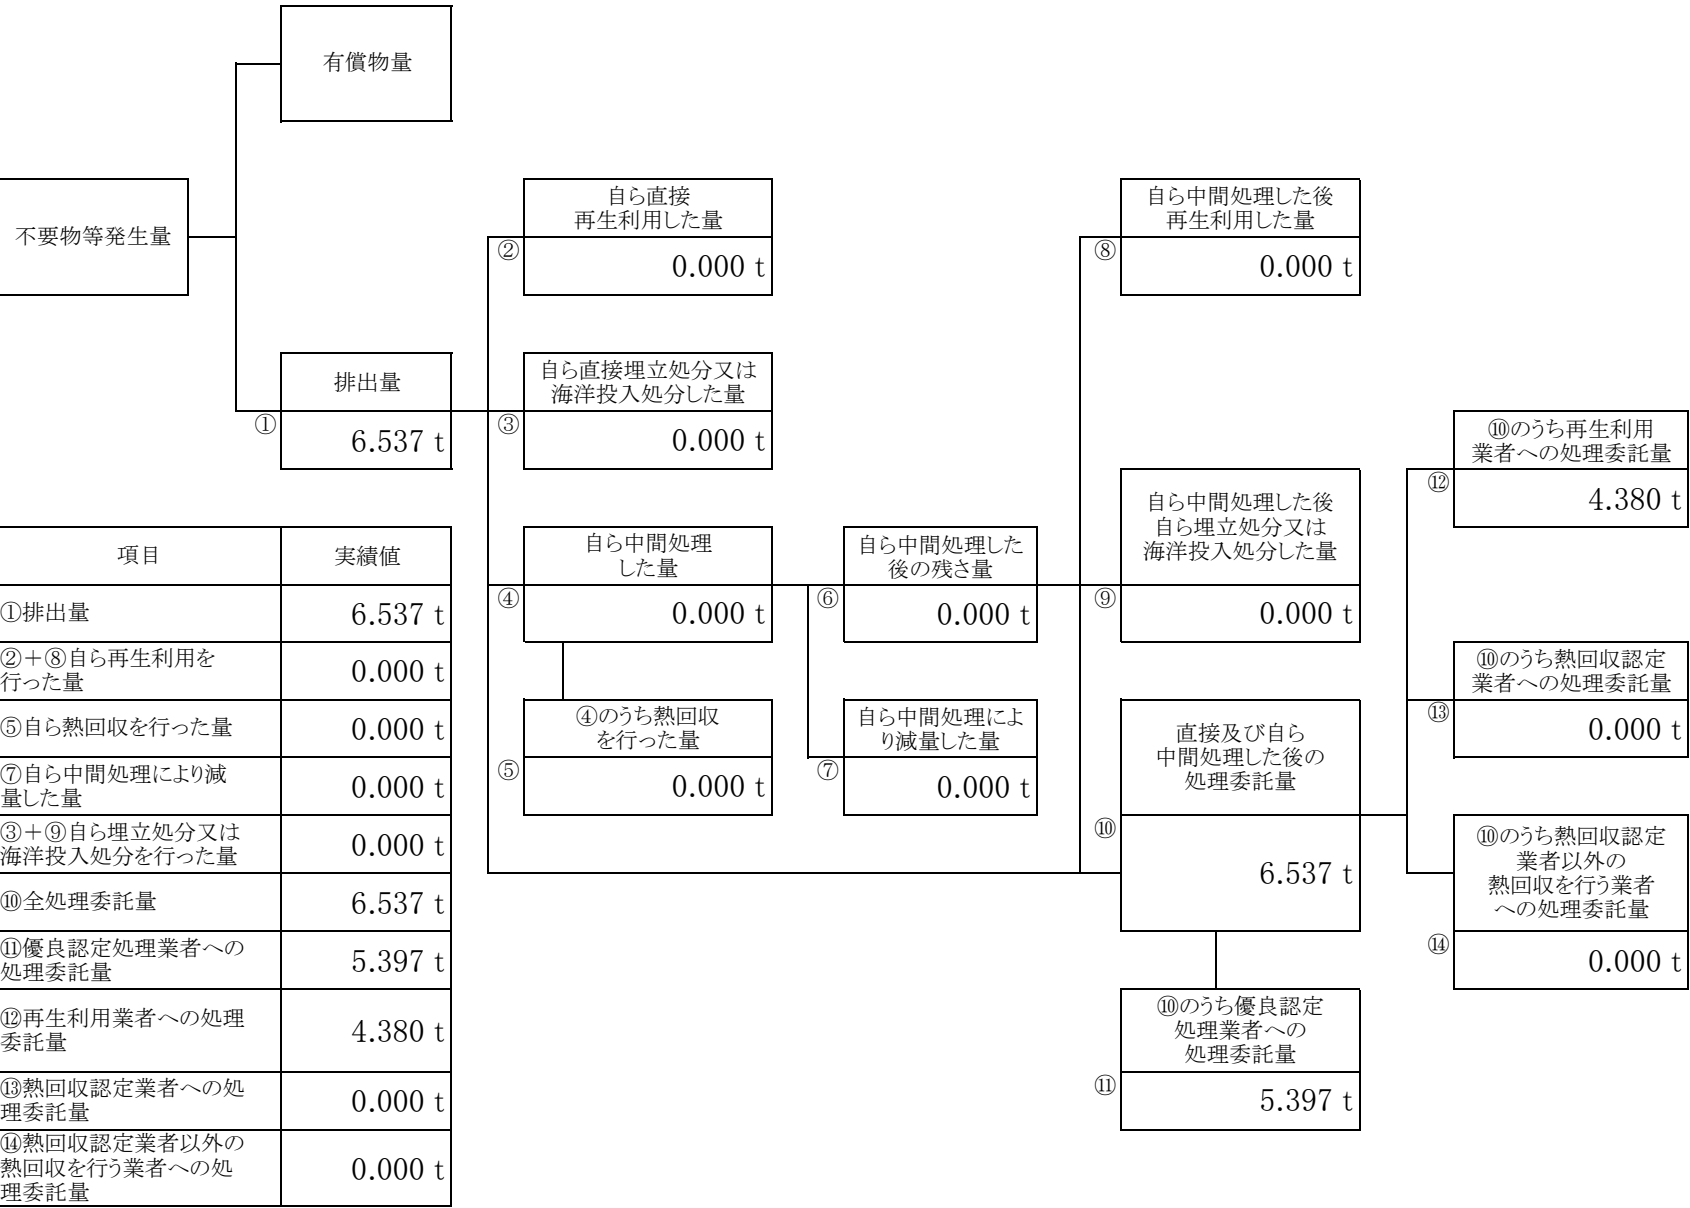 有償物量
不要物等発生量
排出量
①
6.537 t
自ら直接
再生利用した量
②
0.000 t
自ら直接埋立処分又は
海洋投入処分した量
③
0.000 t
自ら中間処理
した量
④
0.000 t
④のうち熱回収
を行った量
⑤
0.000 t
自ら中間処理した
後の残さ量
⑥
0.000 t
自ら中間処理によ
り減量した量
⑦
0.000 t
自ら中間処理した後
再生利用した量
⑧
0.000 t
自ら中間処理した後
自ら埋立処分又は
海洋投入処分した量
⑨
0.000 t
直接及び自ら
中間処理した後の
処理委託量
⑩
6.537 t
⑩のうち優良認定
処理業者への
処理委託量
⑪
5.397 t
⑩のうち再生利用
業者への処理委託量
⑫
4.380 t
⑩のうち熱回収認定
業者への処理委託量
⑬
0.000 t
⑩のうち熱回収認定
業者以外の
熱回収を行う業者
への処理委託量
⑭
0.000 t
項目 実績値
①排出量 6.537 t
②＋⑧自ら再生利用を
行った量
0.000 t
⑤自ら熱回収を行った量 0.000 t
⑦自ら中間処理により減
量した量
0.000 t
③＋⑨自ら埋立処分又は
海洋投入処分を行った量
0.000 t
⑩全処理委託量 6.537 t
⑪優良認定処理業者への
処理委託量
5.397 t
⑫再生利用業者への処理
委託量
4.380 t
⑬熱回収認定業者への処
理委託量
0.000 t
⑭熱回収認定業者以外の
熱回収を行う業者への処
理委託量
0.000 t